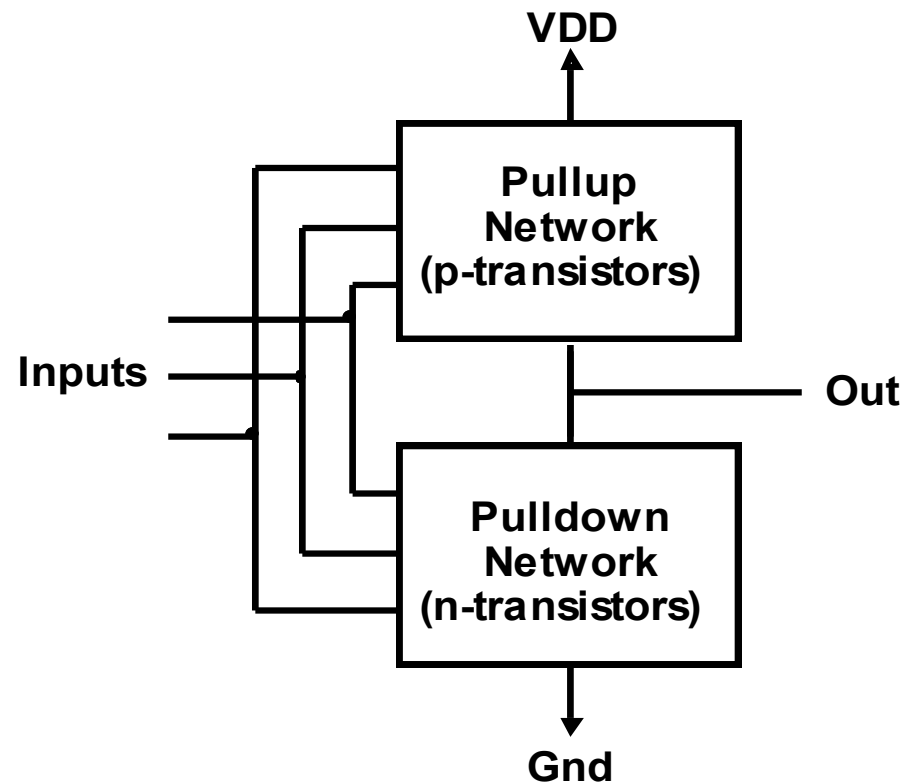 VDD
Pullup
Network
(p-transistors)
Inputs
Out
Pulldown
Network
(n-transistors)
Gnd